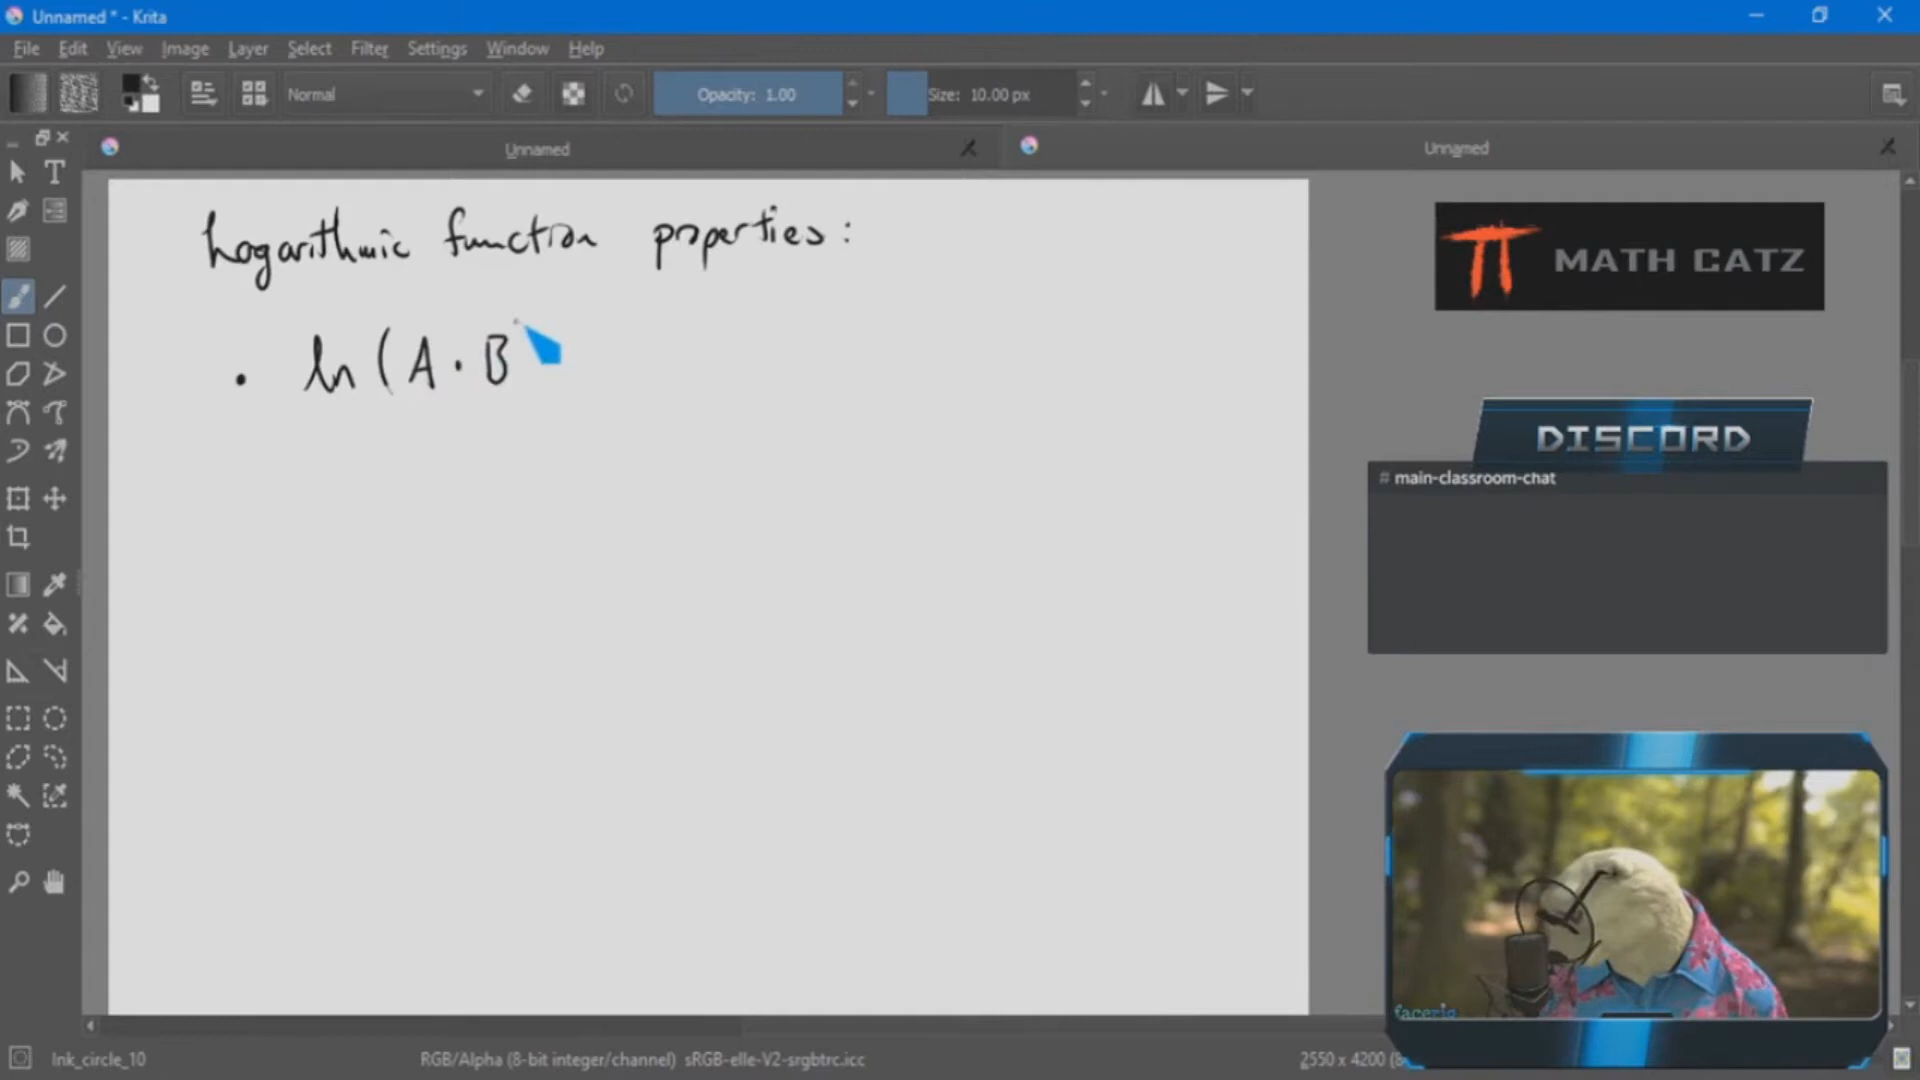 Unnamed * - Krita
File Edit View Image Layer Select Filter Settings Window Help
Normal Opacity: 1.00 Size: 10.00 px
Unnamed Unnamed
Logarithmic function properties:
• ln(A·B
MATH CATZ
DISCORD
# main-classroom-chat
facerig
Ink_circle_10 RGB/Alpha (8-bit integer/channel) sRGB-elle-V2-srgbtrc.icc 2550 x 4200 (8